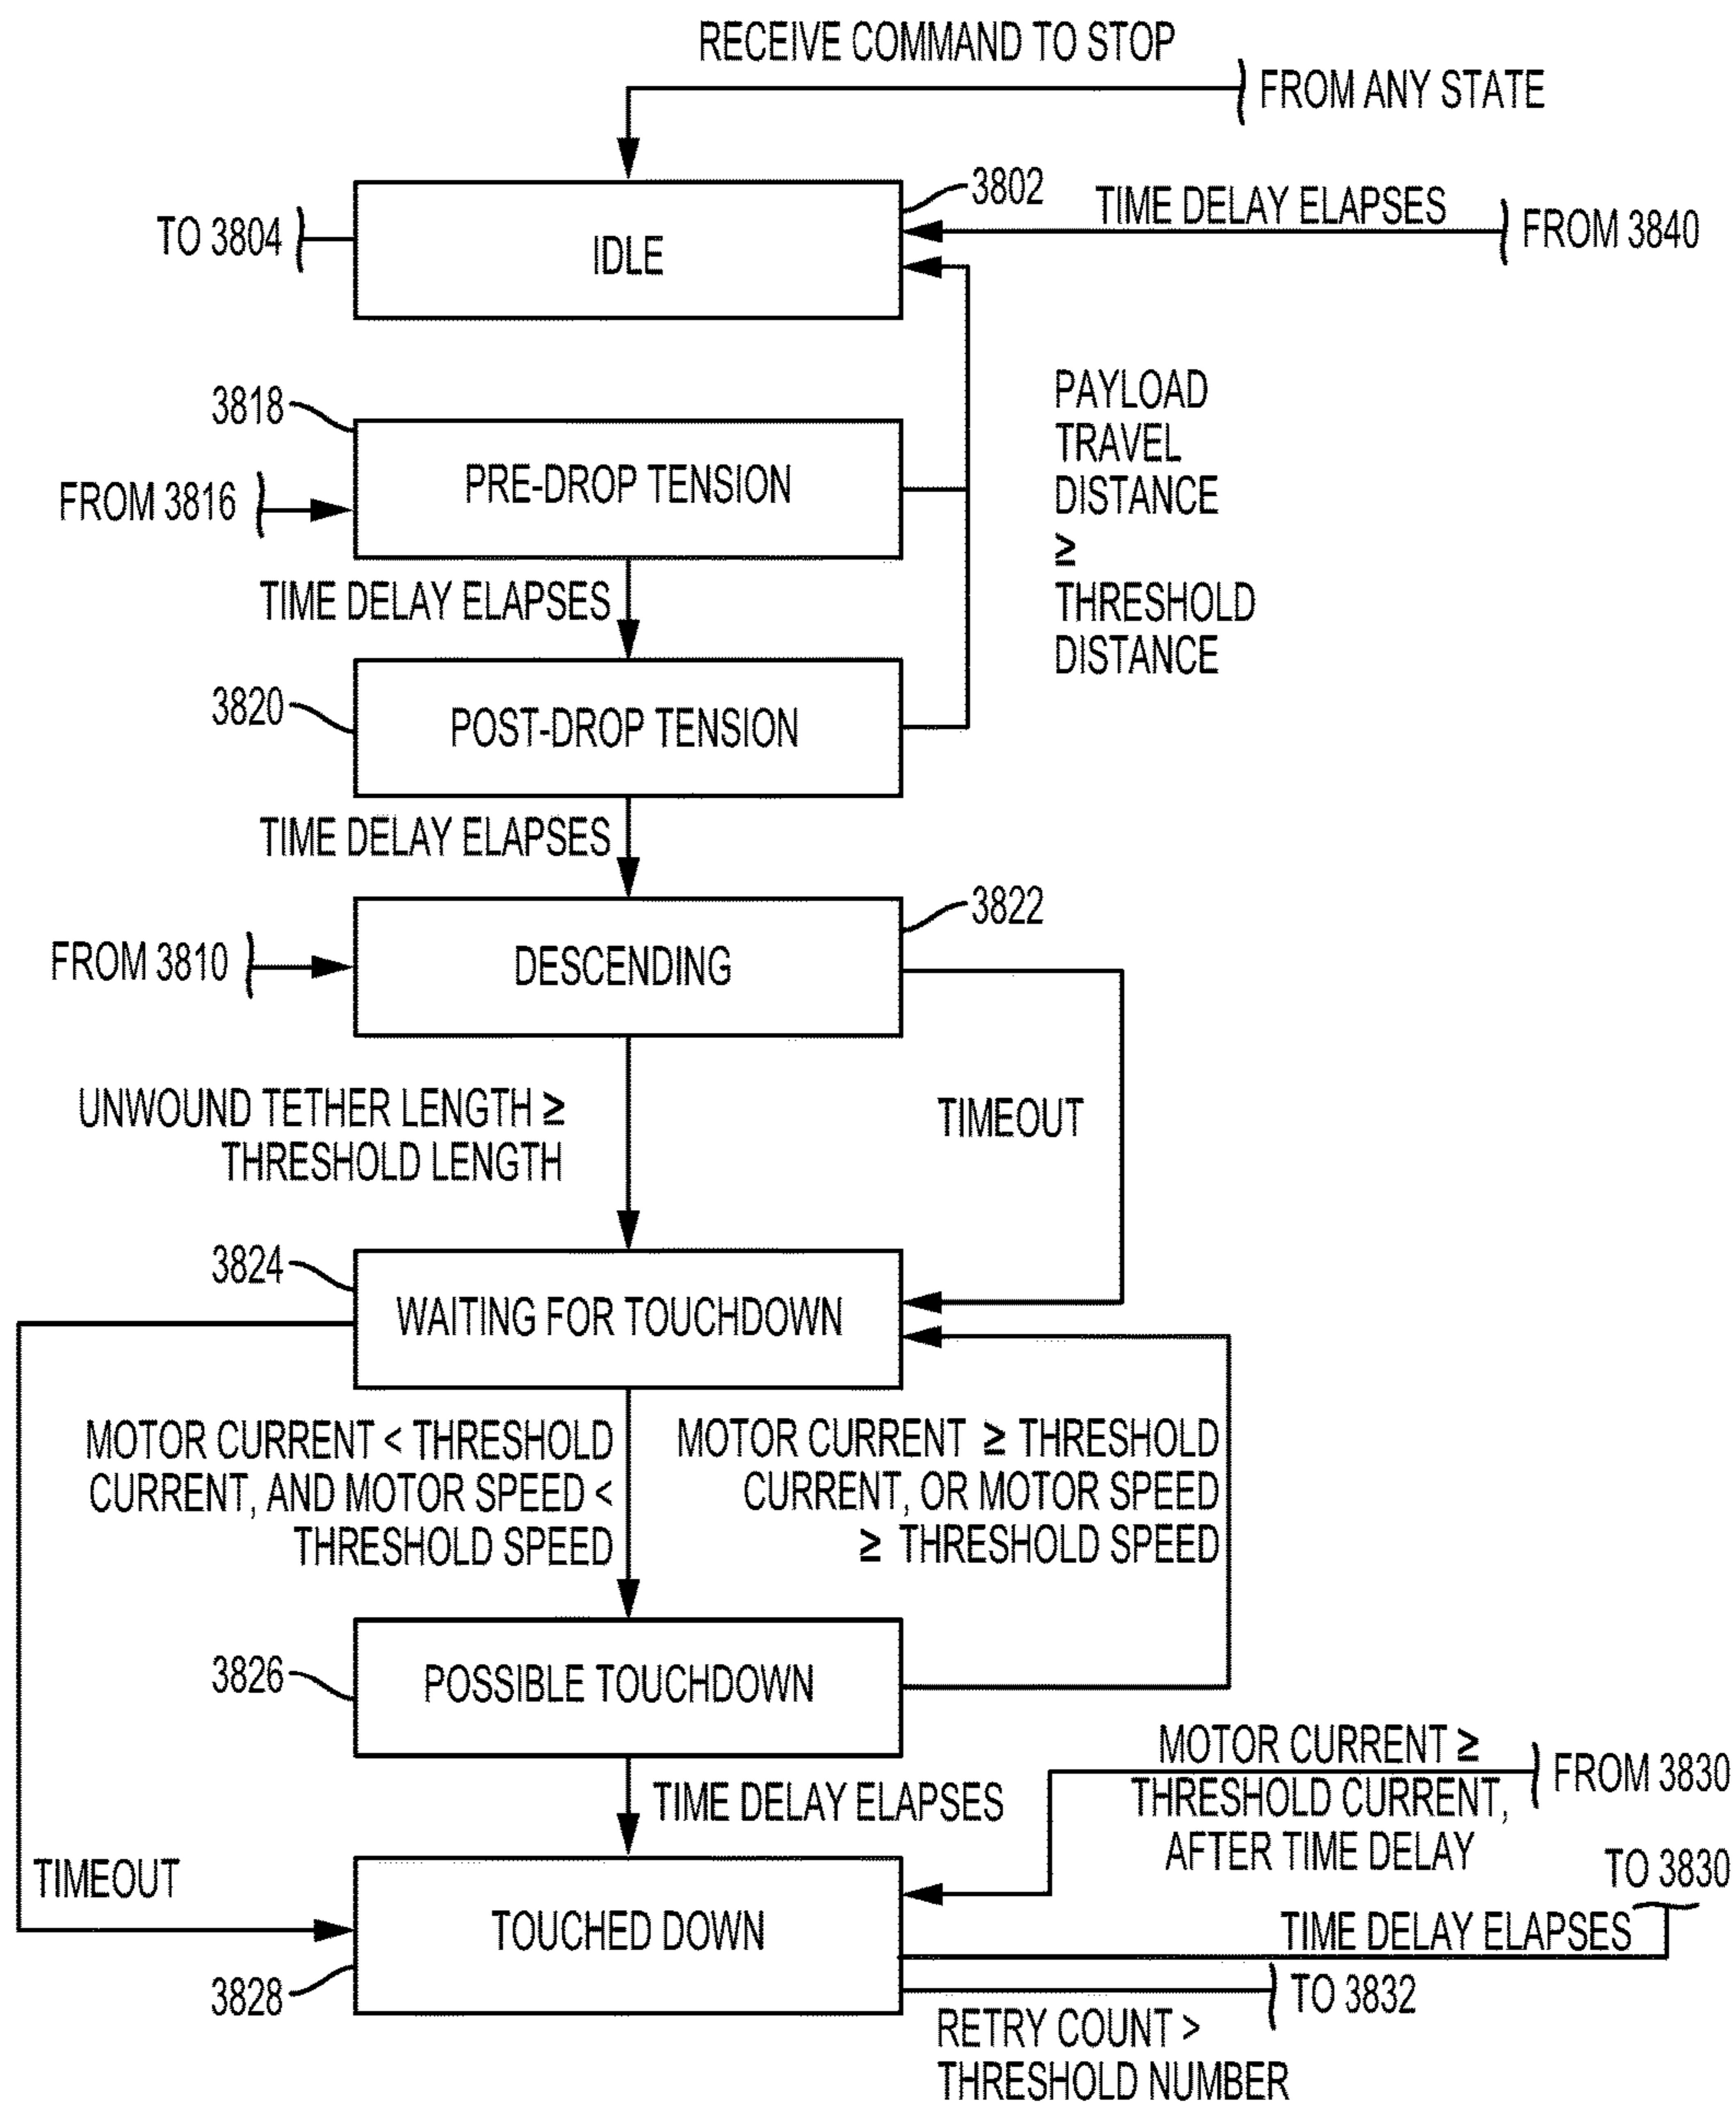 RECEIVE COMMAND TO STOP
FROM ANY STATE
3802
TIME DELAY ELAPSES
FROM 3840
TO 3804
IDLE
3818
PRE-DROP TENSION
FROM 3816
PAYLOAD
TRAVEL
DISTANCE
≥
THRESHOLD
DISTANCE
TIME DELAY ELAPSES
3820
POST-DROP TENSION
TIME DELAY ELAPSES
3822
FROM 3810
DESCENDING
UNWOUND TETHER LENGTH ≥
THRESHOLD LENGTH
TIMEOUT
3824
WAITING FOR TOUCHDOWN
MOTOR CURRENT < THRESHOLD
CURRENT, AND MOTOR SPEED <
THRESHOLD SPEED
MOTOR CURRENT ≥ THRESHOLD
CURRENT, OR MOTOR SPEED
≥ THRESHOLD SPEED
3826
POSSIBLE TOUCHDOWN
TIME DELAY ELAPSES
MOTOR CURRENT ≥
THRESHOLD CURRENT,
AFTER TIME DELAY
FROM 3830
TIMEOUT
TO 3830
TOUCHED DOWN
TIME DELAY ELAPSES
3828
TO 3832
RETRY COUNT >
THRESHOLD NUMBER